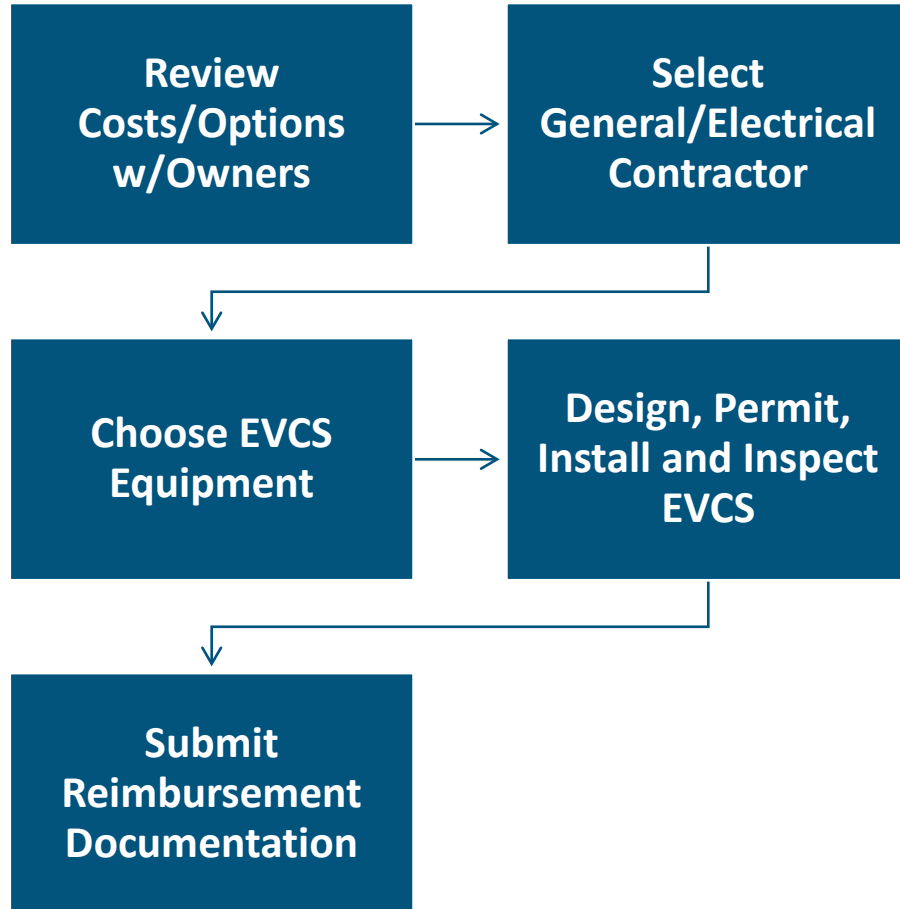 Review
Costs/Options
w/Owners
Select
General/Electrical
Contractor
Choose EVCS
Equipment
Design, Permit,
Install and Inspect
EVCS
Submit
Reimbursement
Documentation